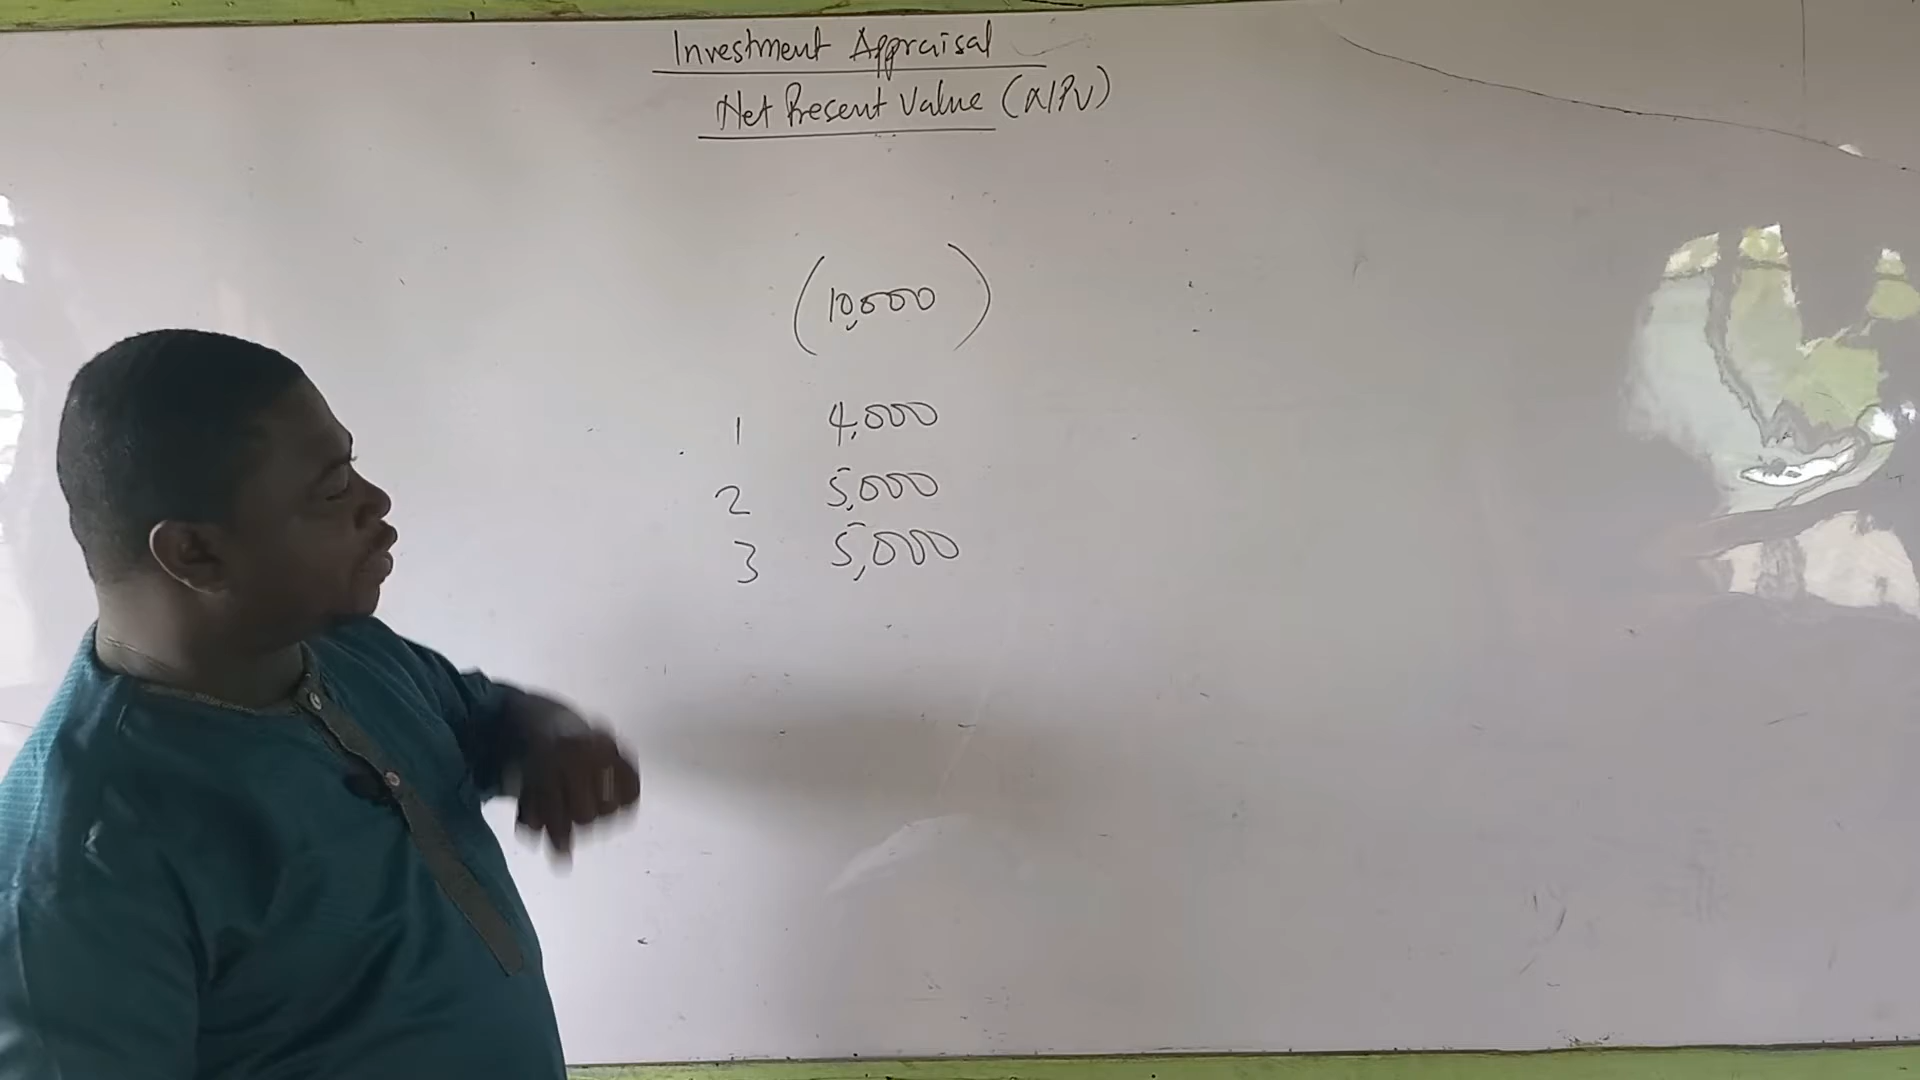 Investment Appraisal
Net Present Value (NPV)
(10,000)
1 4,000
2 5,000
3 5,000